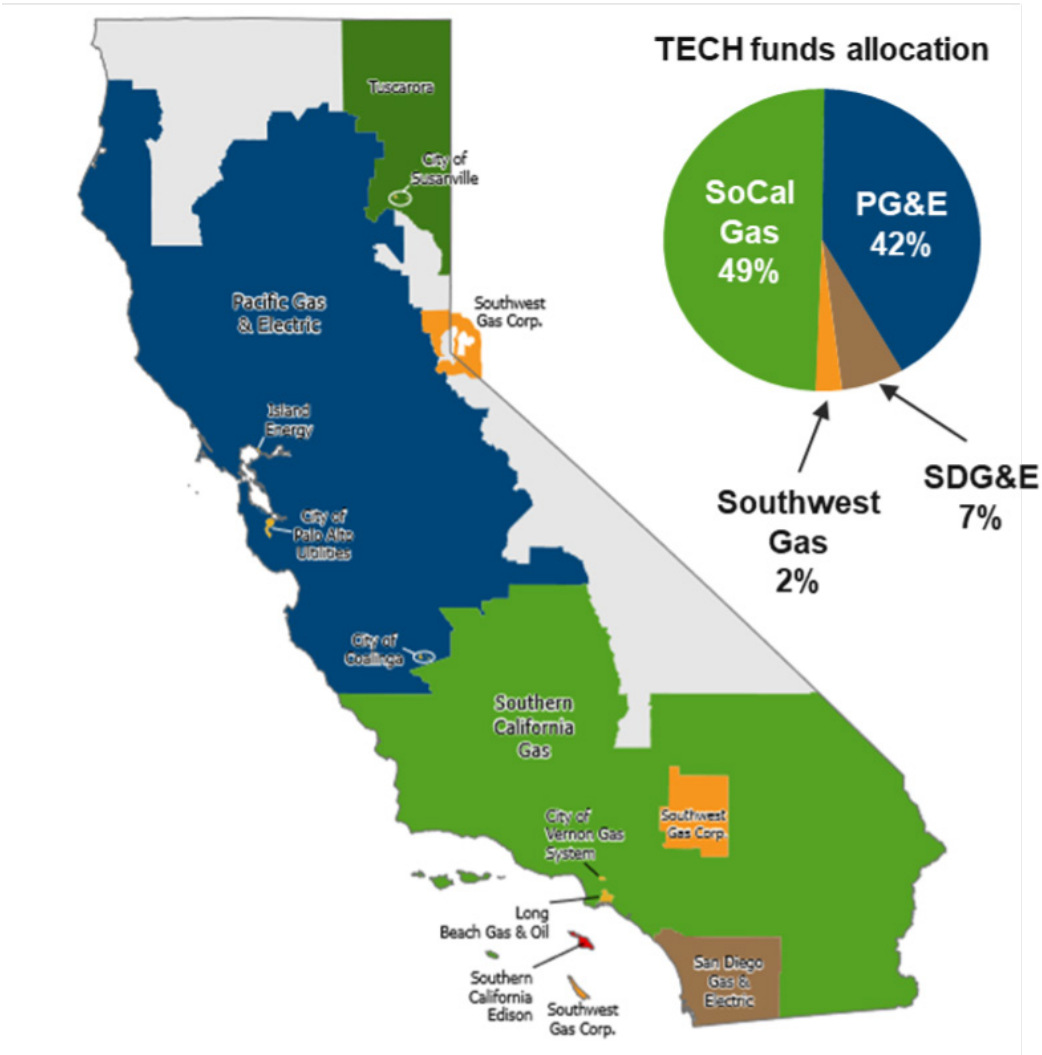 TECH funds allocation
SoCal
Gas
49%
PG&E
42%
Southwest
Gas
2%
SDG&E
7%
Tuscarora
City of
Susanville
Pacific Gas
& Electric
Southwest
Gas Corp.
Island
Energy
City of
Palo Alto
Ulbilities
City of
Coalinga
Southern
California
Gas
Southwest
Gas Corp.
City of
Vernon Gas
System
Long
Beach Gas & Oil
Southern
California
Edison
Southwest
Gas Corp.
San Diego
Gas &
Electric